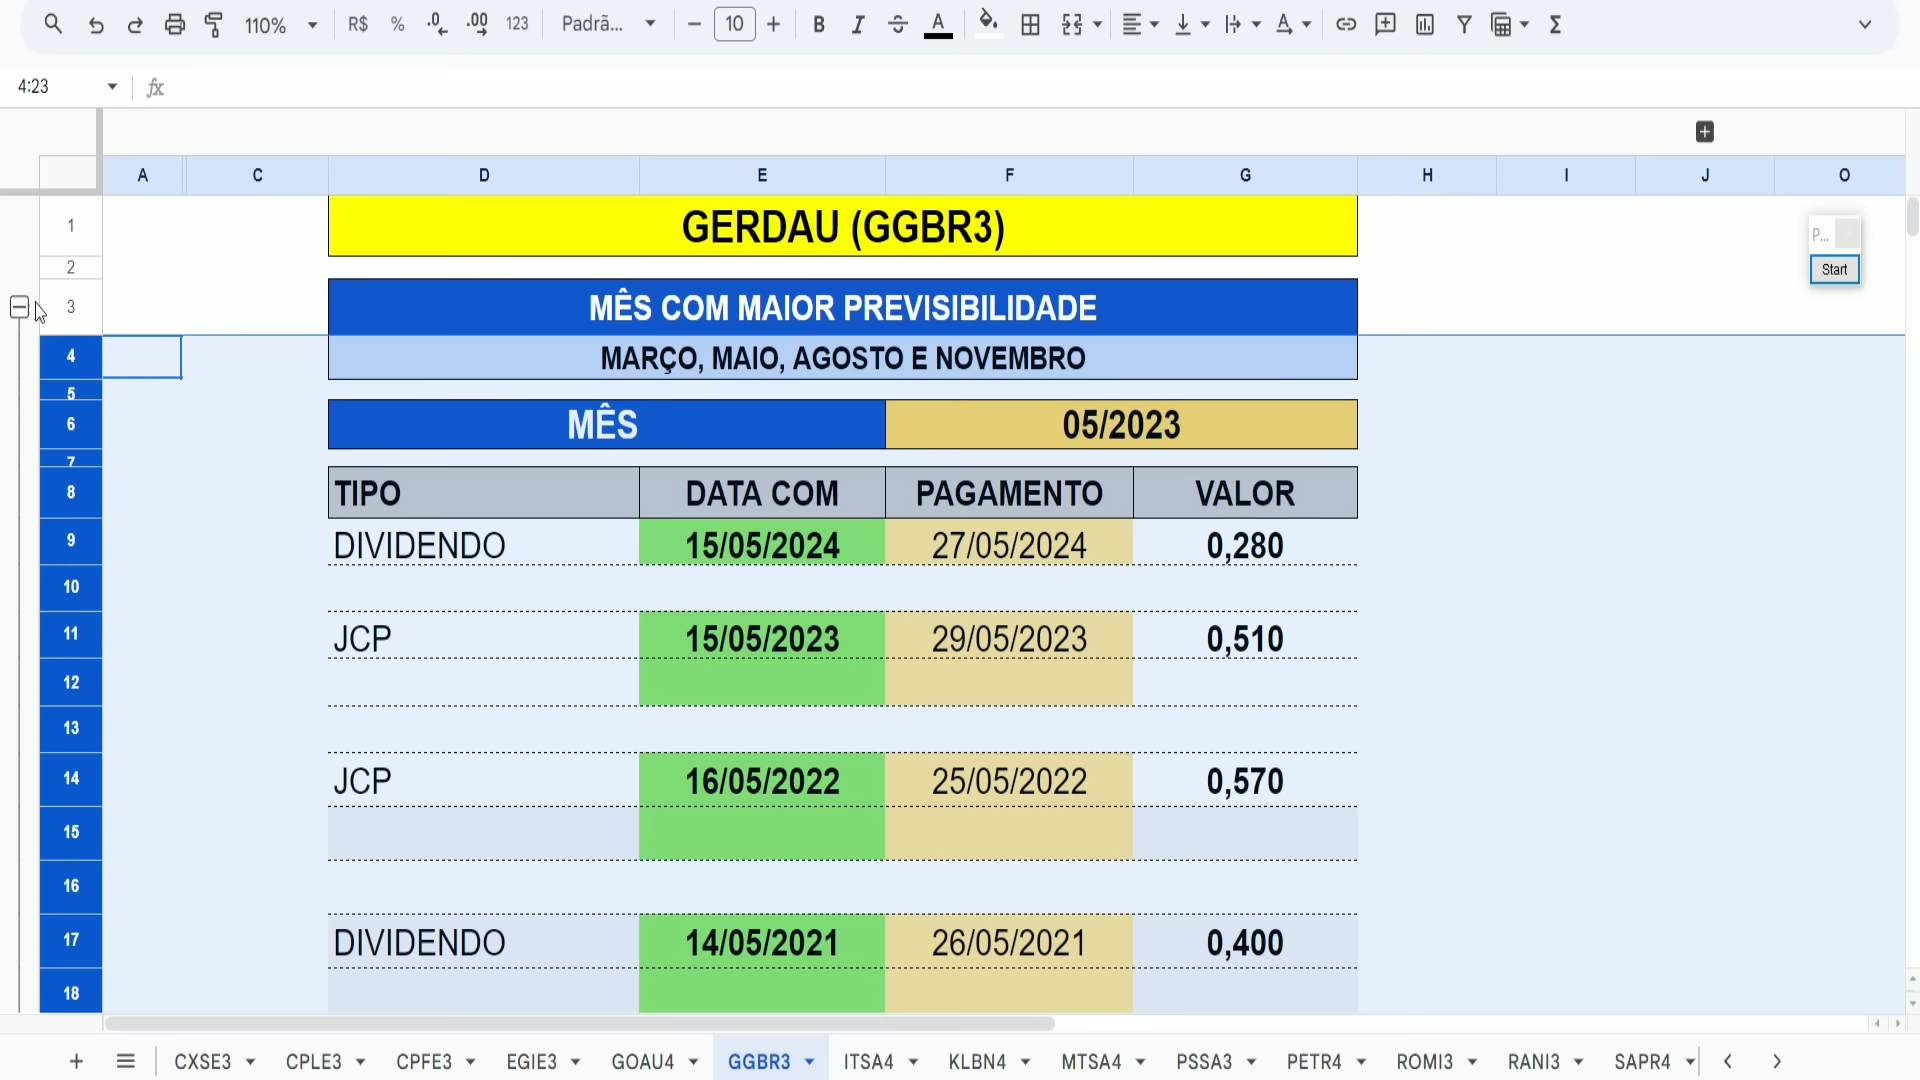 110%
R$ % .0 .00 123
Padrã...
10
B I A A
4:23
fx
A C D E F G H I J O
1 GERDAU (GGBR3)
2
3 MÊS COM MAIOR PREVISIBILIDADE
4 MARÇO, MAIO, AGOSTO E NOVEMBRO
5
6 MÊS 05/2023
7
8 TIPO DATA COM PAGAMENTO VALOR
9 DIVIDENDO 15/05/2024 27/05/2024 0,280
10
11 JCP 15/05/2023 29/05/2023 0,510
12
13
14 JCP 16/05/2022 25/05/2022 0,570
15
16
17 DIVIDENDO 14/05/2021 26/05/2021 0,400
18
P...
Start
CXSE3 CPLE3 CPFE3 EGIE3 GOAU4 GGBR3 ITSA4 KLBN4 MTSA4 PSSA3 PETR4 ROMI3 RANI3 SAPR4